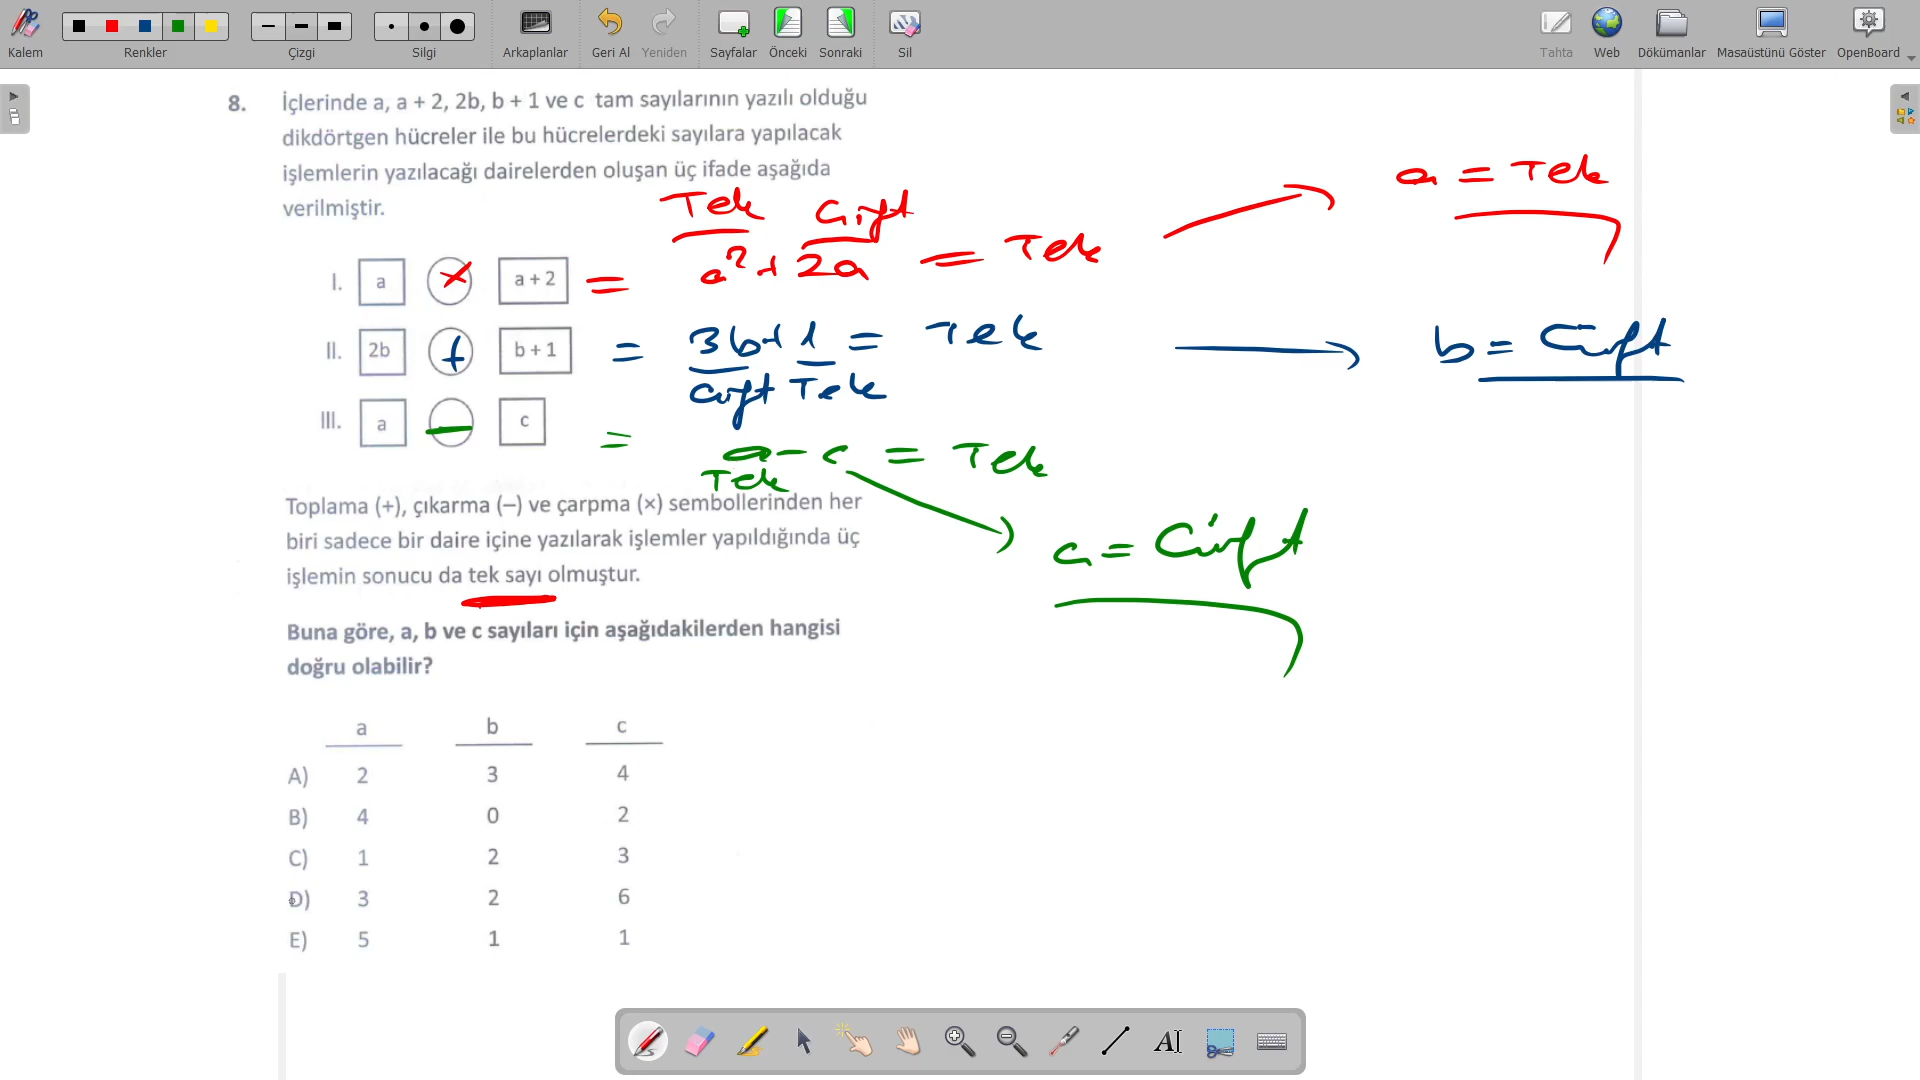 Kalem Renkler Çizgi Silgi Arkaplanlar Geri Al Yeniden Sayfalar Önceki Sonraki Sil Tahta Web Dökümanlar Masaüstünü Göster OpenBoard
8. İçlerinde a, a + 2, 2b, b + 1 ve c tam sayılarının yazılı olduğu
dikdörtgen hücreler ile bu hücrelerdeki sayılara yapılacak
işlemlerin yazılacağı dairelerden oluşan üç ifade aşağıda
verilmiştir.
a = Tek
Tek Çift
I. a × a + 2 = a² + 2a = Tek
II. 2b + b + 1 = 3b + 1 = Tek b = Çift
Çift Tek
III. a − c = a − c = Tek
Tek
c = Çift
Toplama (+), çıkarma (−) ve çarpma (×) sembollerinden her
biri sadece bir daire içine yazılarak işlemler yapıldığında üç
işlemin sonucu da tek sayı olmuştur.
Buna göre, a, b ve c sayıları için aşağıdakilerden hangisi
doğru olabilir?
a b c
A) 2 3 4
B) 4 0 2
C) 1 2 3
D) 3 2 6
E) 5 1 1